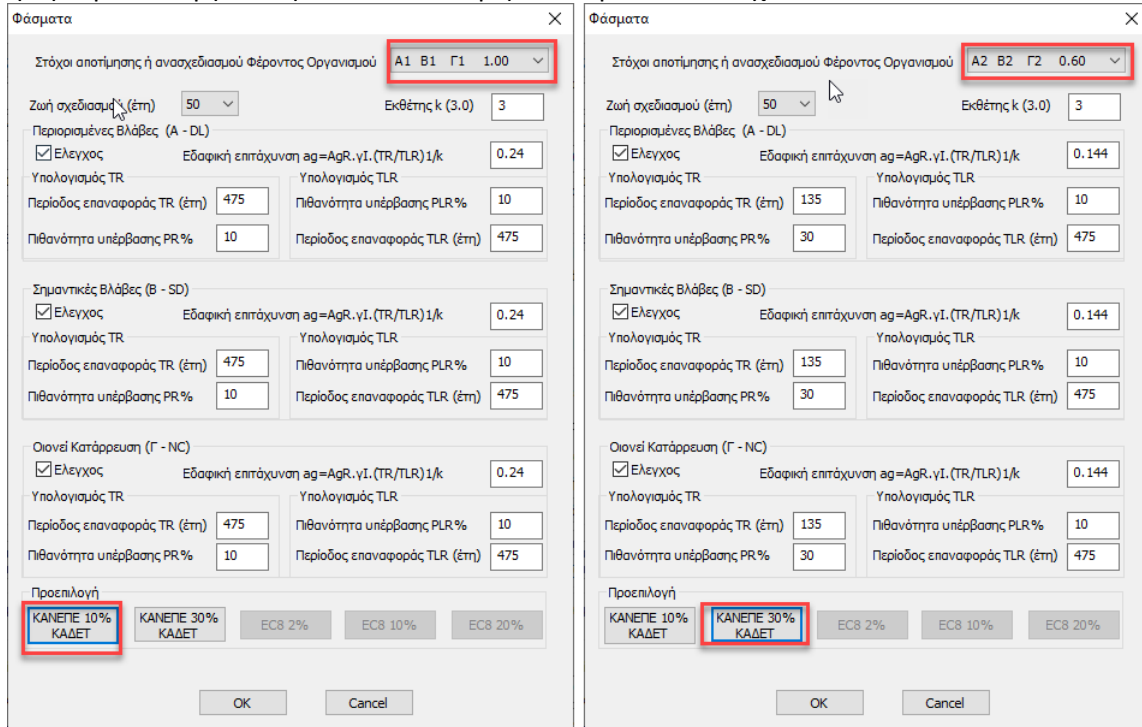 Φάσματα
Στόχοι αποτίμησης ή ανασχεδιασμού Φέροντος Οργανισμού A1 B1 Γ1 1.00
Ζωή σχεδιασμού (έτη) 50 Εκθέτης k (3.0) 3
Περιορισμένες Βλάβες (A - DL)
Ελεγχος Εδαφική επιτάχυνση ag=AgR.γI.(TR/TLR)1/k 0.24
Υπολογισμός TR Υπολογισμός TLR
Περίοδος επαναφοράς TR (έτη) 475 Πιθανότητα υπέρβασης PLR% 10
Πιθανότητα υπέρβασης PR% 10 Περίοδος επαναφοράς TLR (έτη) 475
Σημαντικές Βλάβες (B - SD)
Ελεγχος Εδαφική επιτάχυνση ag=AgR.γI.(TR/TLR)1/k 0.24
Υπολογισμός TR Υπολογισμός TLR
Περίοδος επαναφοράς TR (έτη) 475 Πιθανότητα υπέρβασης PLR% 10
Πιθανότητα υπέρβασης PR% 10 Περίοδος επαναφοράς TLR (έτη) 475
Οιονεί Κατάρρευση (Γ - NC)
Ελεγχος Εδαφική επιτάχυνση ag=AgR.γI.(TR/TLR)1/k 0.24
Υπολογισμός TR Υπολογισμός TLR
Περίοδος επαναφοράς TR (έτη) 475 Πιθανότητα υπέρβασης PLR% 10
Πιθανότητα υπέρβασης PR% 10 Περίοδος επαναφοράς TLR (έτη) 475
Προεπιλογή
ΚΑΝΕΠΕ 10% ΚΑΝΕΠΕ 30% EC8 2% EC8 10% EC8 20%
ΚΑΔΕΤ ΚΑΔΕΤ
OK Cancel
Φάσματα
Στόχοι αποτίμησης ή ανασχεδιασμού Φέροντος Οργανισμού A2 B2 Γ2 0.60
Ζωή σχεδιασμού (έτη) 50 Εκθέτης k (3.0) 3
Περιορισμένες Βλάβες (A - DL)
Ελεγχος Εδαφική επιτάχυνση ag=AgR.γI.(TR/TLR)1/k 0.144
Υπολογισμός TR Υπολογισμός TLR
Περίοδος επαναφοράς TR (έτη) 135 Πιθανότητα υπέρβασης PLR% 10
Πιθανότητα υπέρβασης PR% 30 Περίοδος επαναφοράς TLR (έτη) 475
Σημαντικές Βλάβες (B - SD)
Ελεγχος Εδαφική επιτάχυνση ag=AgR.γI.(TR/TLR)1/k 0.144
Υπολογισμός TR Υπολογισμός TLR
Περίοδος επαναφοράς TR (έτη) 135 Πιθανότητα υπέρβασης PLR% 10
Πιθανότητα υπέρβασης PR% 30 Περίοδος επαναφοράς TLR (έτη) 475
Οιονεί Κατάρρευση (Γ - NC)
Ελεγχος Εδαφική επιτάχυνση ag=AgR.γI.(TR/TLR)1/k 0.144
Υπολογισμός TR Υπολογισμός TLR
Περίοδος επαναφοράς TR (έτη) 135 Πιθανότητα υπέρβασης PLR% 10
Πιθανότητα υπέρβασης PR% 30 Περίοδος επαναφοράς TLR (έτη) 475
Προεπιλογή
ΚΑΝΕΠΕ 10% ΚΑΝΕΠΕ 30% EC8 2% EC8 10% EC8 20%
ΚΑΔΕΤ ΚΑΔΕΤ
OK Cancel